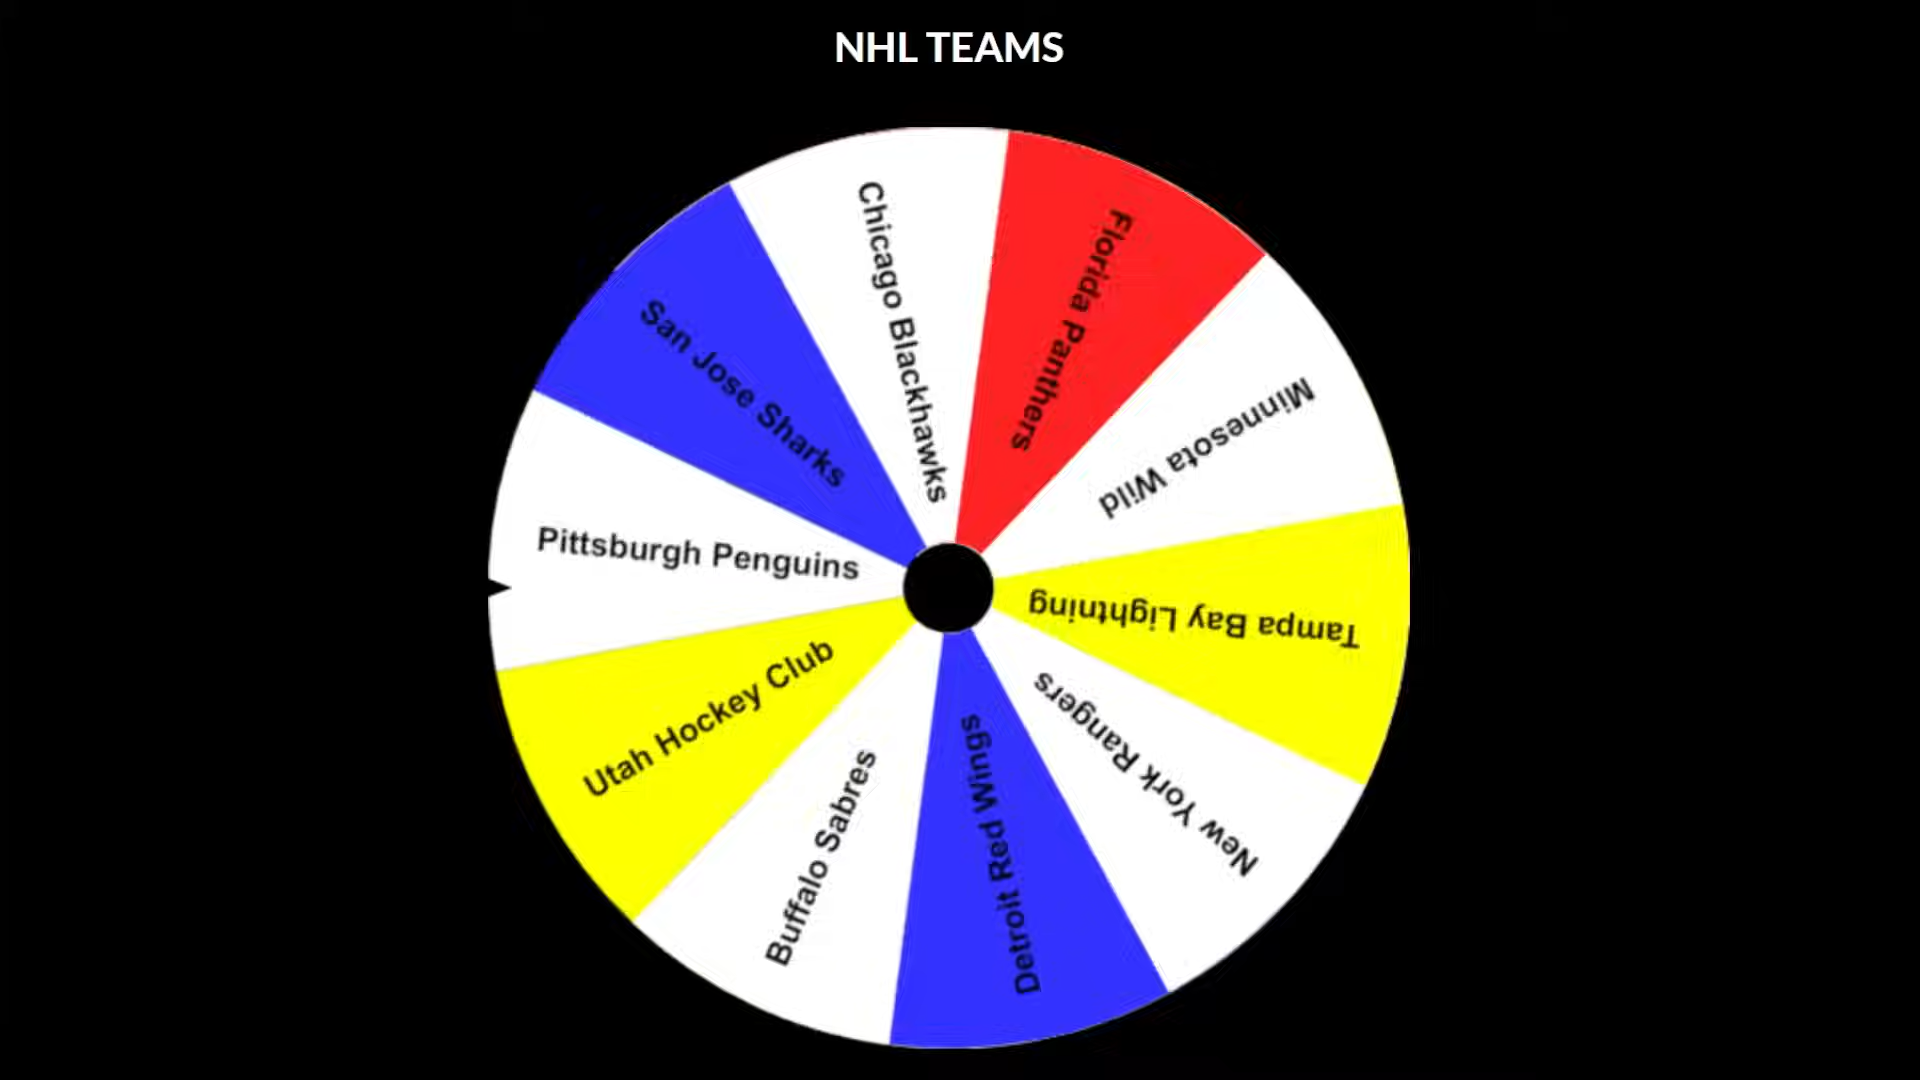 NHL TEAMS
Chicago Blackhawks
Florida Panthers
Minnesota Wild
Tampa Bay Lightning
New York Rangers
Detroit Red Wings
Buffalo Sabres
Utah Hockey Club
Pittsburgh Penguins
San Jose Sharks